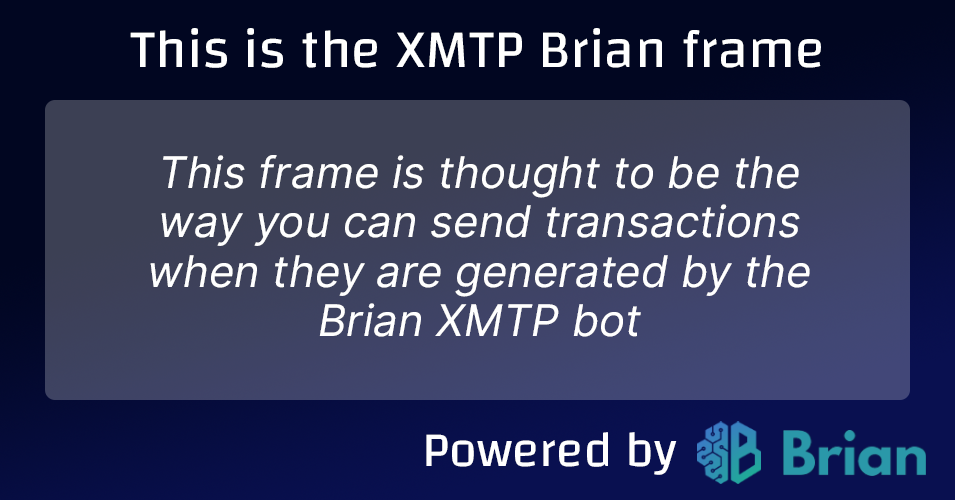 This is the XMTP Brian frame
This frame is thought to be the
way you can send transactions
when they are generated by the
Brian XMTP bot
Powered by Brian